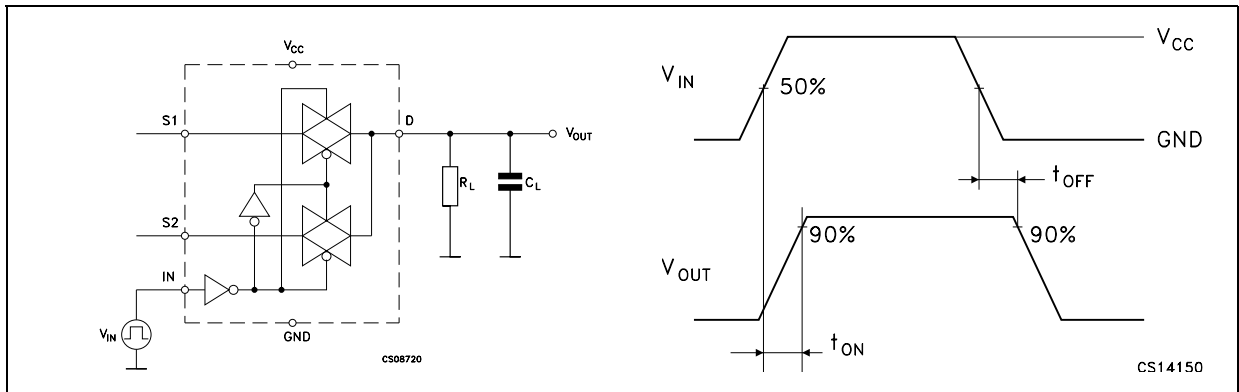 VCC
S1
D
VOUT
RL
CL
S2
IN
VIN
GND
CS08720
VCC
VIN
50%
GND
tOFF
90%
90%
VOUT
tON
CS14150